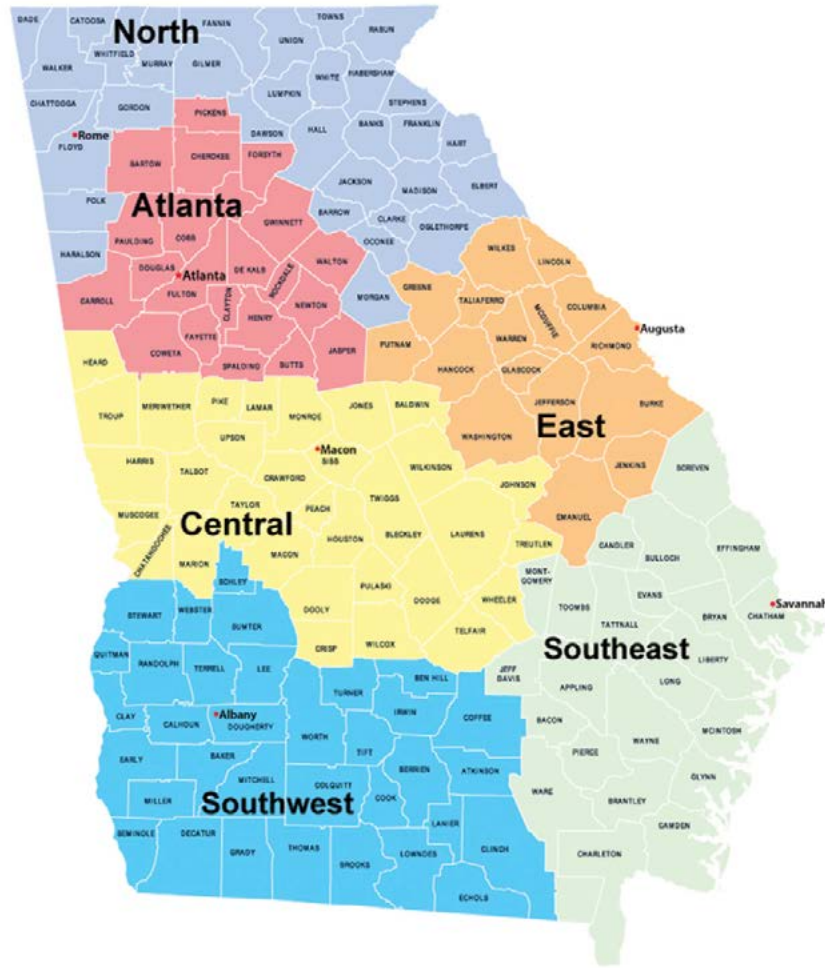 North
DADE
CATOOSA
WHITFIELD
MURRAY
FANNIN
UNION
TOWNS
RABUN
WALKER
GILMER
WHITE
HABERSHAM
LUMPKIN
STEPHENS
CHATTOOGA
GORDON
PICKENS
DAWSON
HALL
BANKS
FRANKLIN
HART
Rome
FLOYD
BARTOW
CHEROKEE
FORSYTH
JACKSON
MADISON
ELBERT
POLK
Atlanta
GWINNETT
BARROW
CLARKE
OGLETHORPE
OCONEE
HARALSON
PAULDING
COBB
DOUGLAS
Atlanta
DE KALB
ROCKDALE
WALTON
MORGAN
CARROLL
FULTON
CLAYTON
HENRY
NEWTON
FAYETTE
COWETA
SPALDING
BUTTS
JASPER
WILKES
LINCOLN
GREENE
TALIAFERRO
MCDUFFIE
COLUMBIA
Augusta
RICHMOND
PUTNAM
WARREN
HANCOCK
GLASCOCK
JEFFERSON
BURKE
WASHINGTON
East
JENKINS
EMANUEL
HEARD
TROUP
MERIWETHER
PIKE
LAMAR
MONROE
JONES
BALDWIN
UPSON
Macon
BIBB
WILKINSON
HARRIS
TALBOT
CRAWFORD
JOHNSON
TWIGGS
MUSCOGEE
TAYLOR
PEACH
Central
CHATAHOOCHEE
MARION
MACON
HOUSTON
BLECKLEY
LAURENS
TREUTLEN
PULASKI
DOOLY
DODGE
WHEELER
CRISP
WILCOX
TELFAIR
SCREVEN
CANDLER
BULLOCH
EFFINGHAM
MONT-
GOMERY
TOOMBS
EVANS
TATTNALL
BRYAN
Savannah
CHATHAM
Southeast
JEFF
DAVIS
APPLING
LONG
LIBERTY
BACON
PIERCE
WAYNE
MCINTOSH
WARE
GLYNN
BRANTLEY
CAMDEN
CHARLETON
SCHLEY
STEWART
WEBSTER
SUMTER
QUITMAN
RANDOLPH
TERRELL
LEE
TURNER
BEN HILL
CLAY
CALHOUN
Albany
DOUGHERTY
WORTH
IRWIN
COFFEE
EARLY
BAKER
TIFT
MITCHELL
BERRIEN
ATKINSON
MILLER
Southwest
COLQUITT
COOK
LANIER
SEMINOLE
DECATUR
GRADY
THOMAS
BROOKS
LOWNDES
CLINCH
ECHOLS